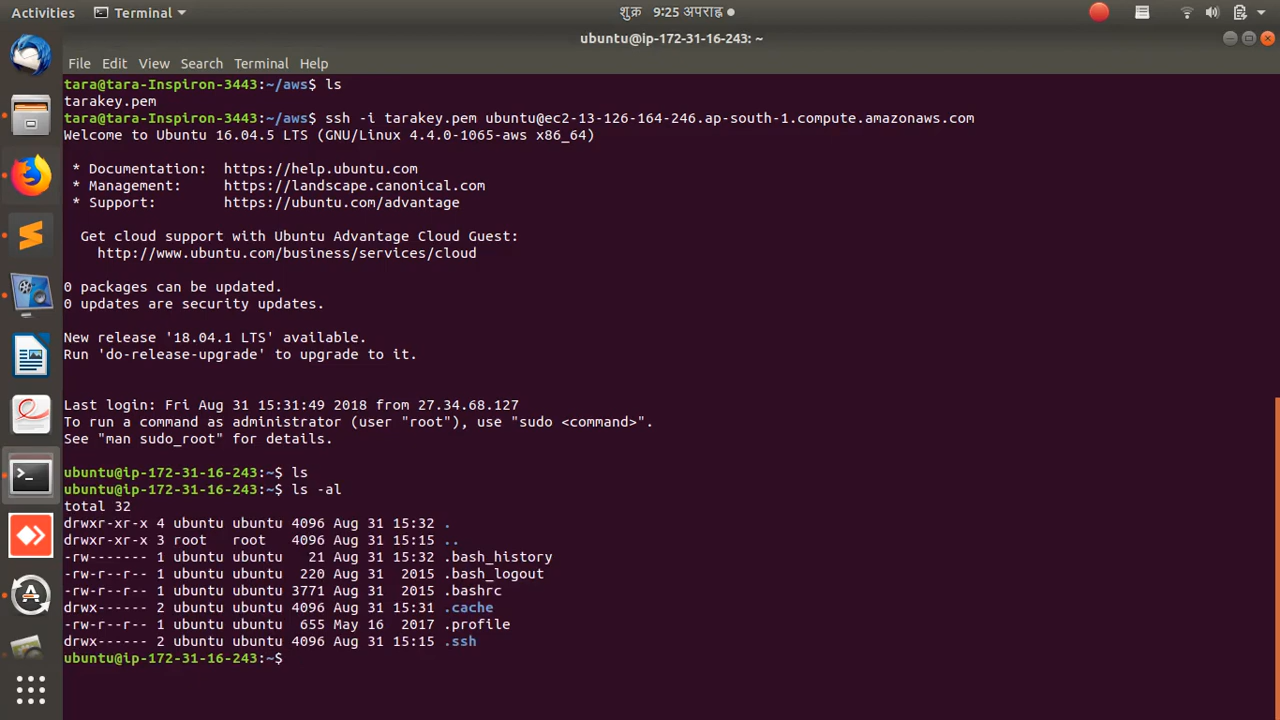 Activities Terminal शुक्र 9:25 अपराह्न
ubuntu@ip-172-31-16-243: ~
File Edit View Search Terminal Help
tara@tara-Inspiron-3443:~/aws$ ls
tarakey.pem
tara@tara-Inspiron-3443:~/aws$ ssh -i tarakey.pem ubuntu@ec2-13-126-164-246.ap-south-1.compute.amazonaws.com
Welcome to Ubuntu 16.04.5 LTS (GNU/Linux 4.4.0-1065-aws x86_64)
* Documentation:  https://help.ubuntu.com
* Management:     https://landscape.canonical.com
* Support:        https://ubuntu.com/advantage
Get cloud support with Ubuntu Advantage Cloud Guest:
http://www.ubuntu.com/business/services/cloud
0 packages can be updated.
0 updates are security updates.
New release '18.04.1 LTS' available.
Run 'do-release-upgrade' to upgrade to it.
Last login: Fri Aug 31 15:31:49 2018 from 27.34.68.127
To run a command as administrator (user "root"), use "sudo <command>".
See "man sudo_root" for details.
ubuntu@ip-172-31-16-243:~$ ls
ubuntu@ip-172-31-16-243:~$ ls -al
total 32
drwxr-xr-x 4 ubuntu ubuntu 4096 Aug 31 15:32 .
drwxr-xr-x 3 root   root   4096 Aug 31 15:15 ..
-rw------- 1 ubuntu ubuntu   21 Aug 31 15:32 .bash_history
-rw-r--r-- 1 ubuntu ubuntu  220 Aug 31  2015 .bash_logout
-rw-r--r-- 1 ubuntu ubuntu 3771 Aug 31  2015 .bashrc
drwx------ 2 ubuntu ubuntu 4096 Aug 31 15:31 .cache
-rw-r--r-- 1 ubuntu ubuntu  655 May 16  2017 .profile
drwx------ 2 ubuntu ubuntu 4096 Aug 31 15:15 .ssh
ubuntu@ip-172-31-16-243:~$